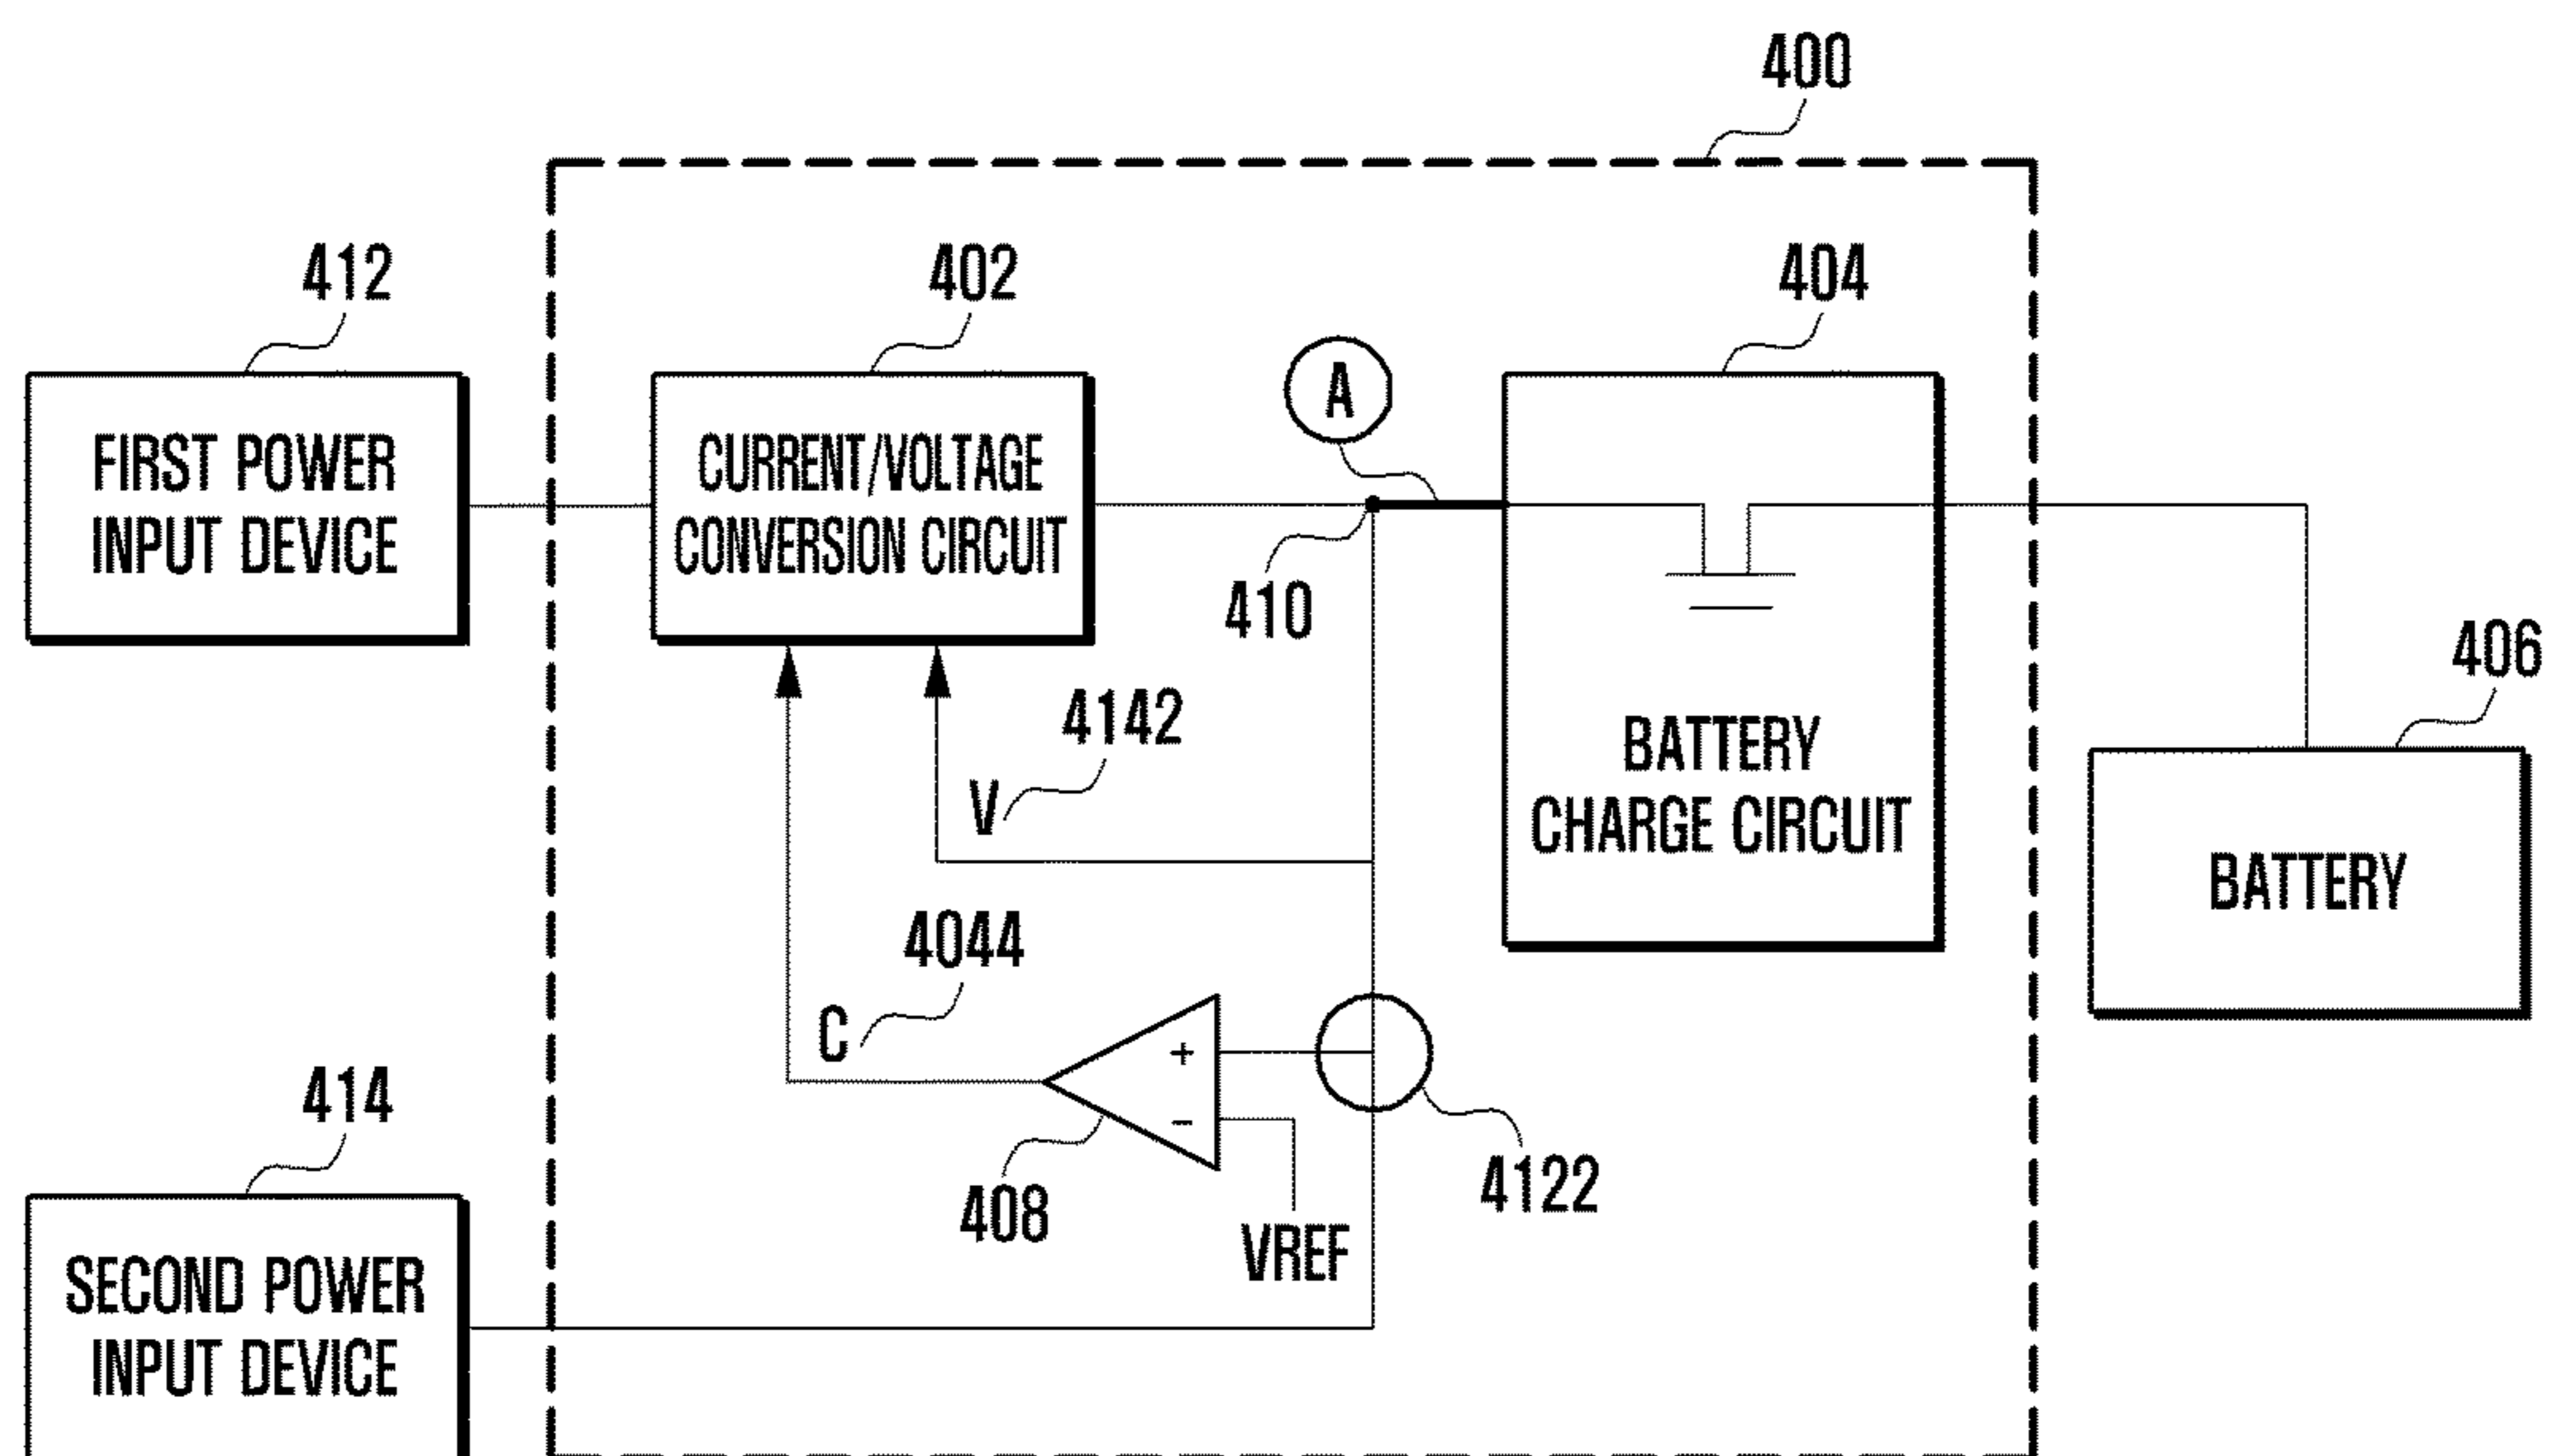 400
412
402
404
A
FIRST POWER
INPUT DEVICE
CURRENT/VOLTAGE
CONVERSION CIRCUIT
410
406
4142
V
BATTERY
CHARGE CIRCUIT
BATTERY
4044
C
+
−
414
408
4122
VREF
SECOND POWER
INPUT DEVICE